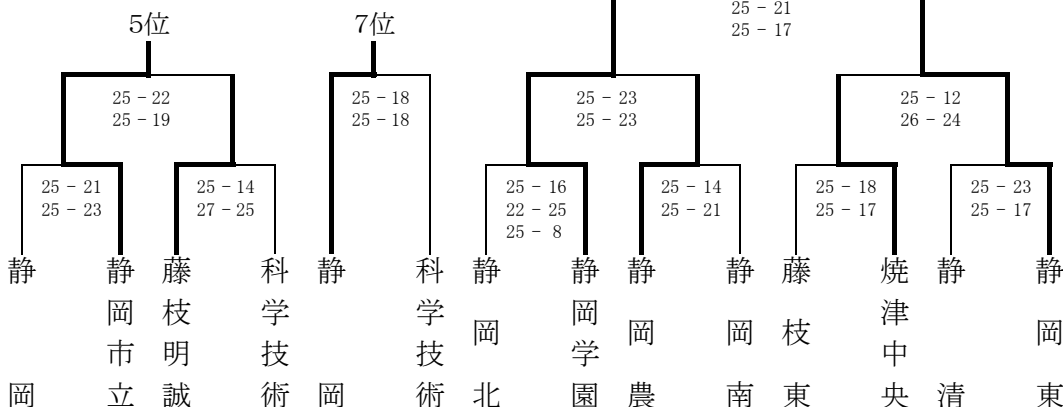 25 - 21
25 - 17
5位
7位
25 - 22
25 - 19
25 - 18
25 - 18
25 - 23
25 - 23
25 - 12
26 - 24
25 - 21
25 - 23
25 - 14
27 - 25
25 - 16
22 - 25
25 - 8
25 - 14
25 - 21
25 - 18
25 - 17
25 - 23
25 - 17
静岡
静岡市立
藤枝明誠
科学技術
静岡
科学技術
静岡北
静岡学園
静岡農
静岡南
藤枝東
焼津中央
静清
静岡東